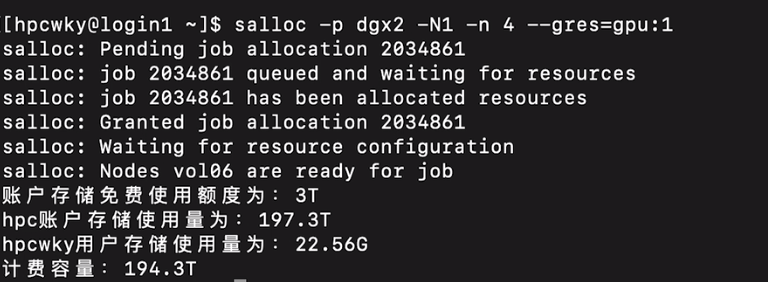 [[hpcwky@login1 ~]$ salloc -p dgx2 -N1 -n 4 --gres=gpu:1
salloc: Pending job allocation 2034861
salloc: job 2034861 queued and waiting for resources
salloc: job 2034861 has been allocated resources
salloc: Granted job allocation 2034861
salloc: Waiting for resource configuration
salloc: Nodes vol06 are ready for job
账户存储免费使用额度为：3T
hpc账户存储使用量为：197.3T
hpcwky用户存储使用量为：22.56G
计费容量：194.3T